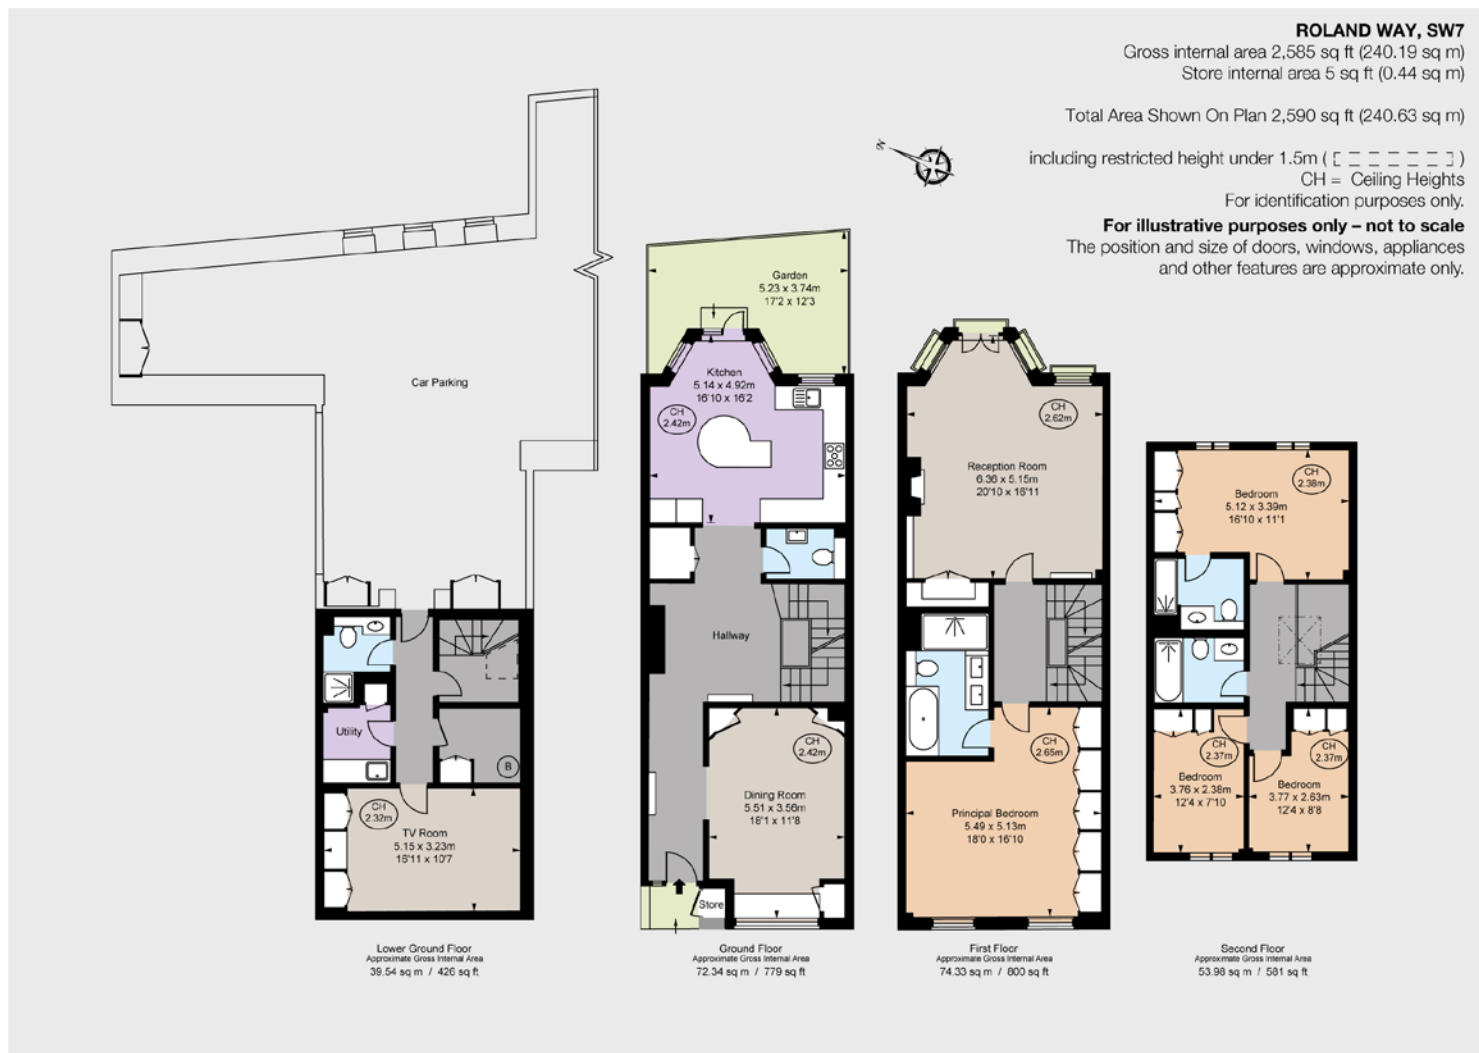 ROLAND WAY, SW7
Gross internal area 2,585 sq ft (240.19 sq m)
Store internal area 5 sq ft (0.44 sq m)
Total Area Shown On Plan 2,590 sq ft (240.63 sq m)
including restricted height under 1.5m ( )
CH = Ceiling Heights
For identification purposes only.
For illustrative purposes only – not to scale
The position and size of doors, windows, appliances
and other features are approximate only.
N
Car Parking
Utility
B
CH
2.32m
TV Room
5.15 x 3.23m
16'11 x 10'7
Lower Ground Floor
Approximate Gross Internal Area
39.54 sq m / 426 sq ft
Garden
5.23 x 3.74m
17'2 x 12'3
Kitchen
5.14 x 4.92m
16'10 x 16'2
CH
2.42m
Hallway
CH
2.42m
Dining Room
5.51 x 3.56m
18'1 x 11'8
Store
Ground Floor
Approximate Gross Internal Area
72.34 sq m / 779 sq ft
CH
2.62m
Reception Room
6.36 x 5.15m
20'10 x 16'11
CH
2.65m
Principal Bedroom
5.49 x 5.13m
18'0 x 16'10
First Floor
Approximate Gross Internal Area
74.33 sq m / 800 sq ft
CH
2.38m
Bedroom
5.12 x 3.39m
16'10 x 11'1
CH
2.37m
Bedroom
3.76 x 2.38m
12'4 x 7'10
CH
2.37m
Bedroom
3.77 x 2.63m
12'4 x 8'8
Second Floor
Approximate Gross Internal Area
53.98 sq m / 581 sq ft